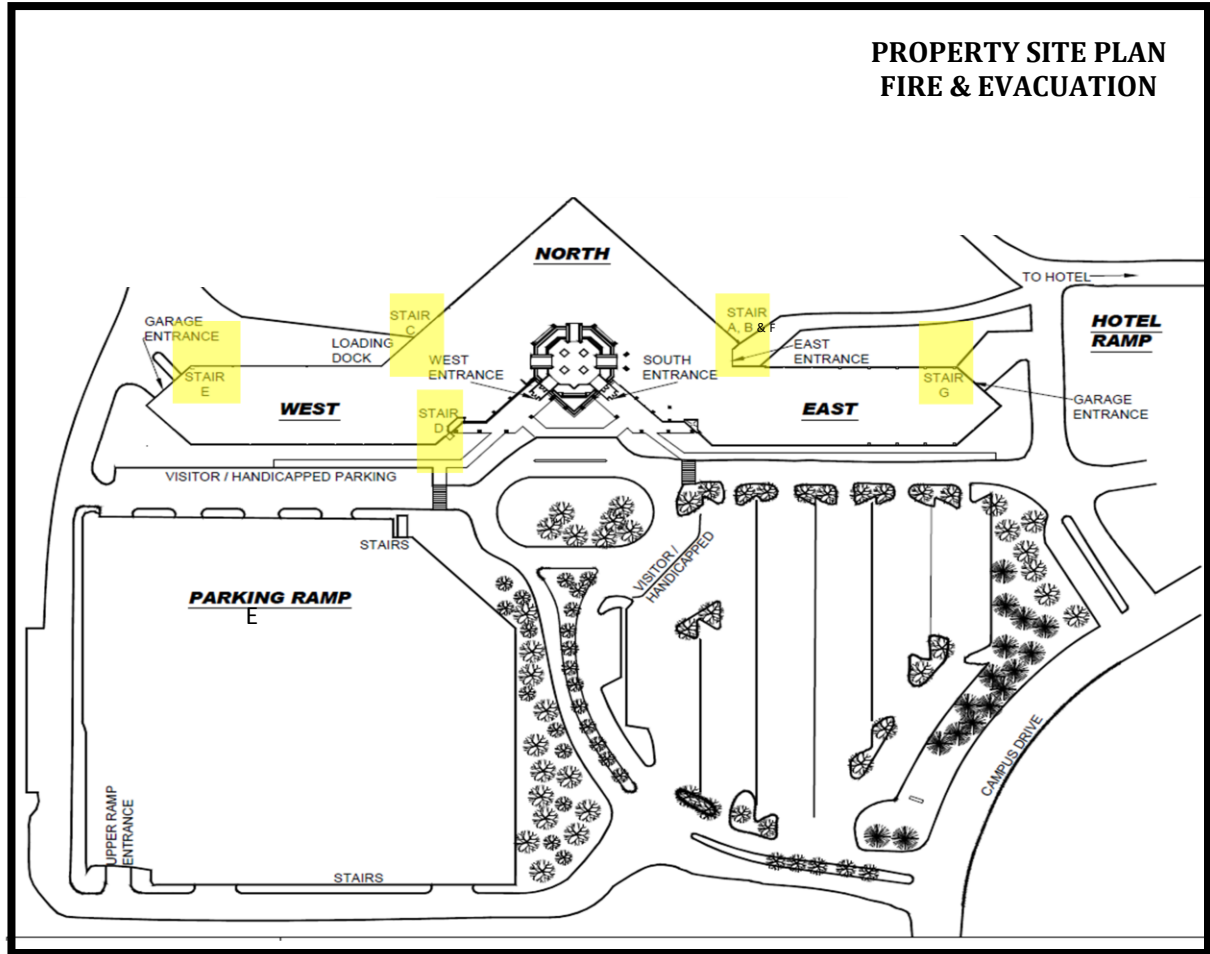 PROPERTY SITE PLAN
FIRE & EVACUATION
NORTH
TO HOTEL
GARAGE
ENTRANCE
STAIR
C
STAIR
A, B & F
HOTEL
RAMP
LOADING
DOCK
WEST
ENTRANCE
SOUTH
ENTRANCE
EAST
ENTRANCE
STAIR
E
STAIR
G
GARAGE
ENTRANCE
WEST
STAIR
D
EAST
VISITOR / HANDICAPPED PARKING
STAIRS
VISITOR /
HANDICAPPED
PARKING RAMP
E
CAMPUS DRIVE
UPPER RAMP
ENTRANCE
STAIRS